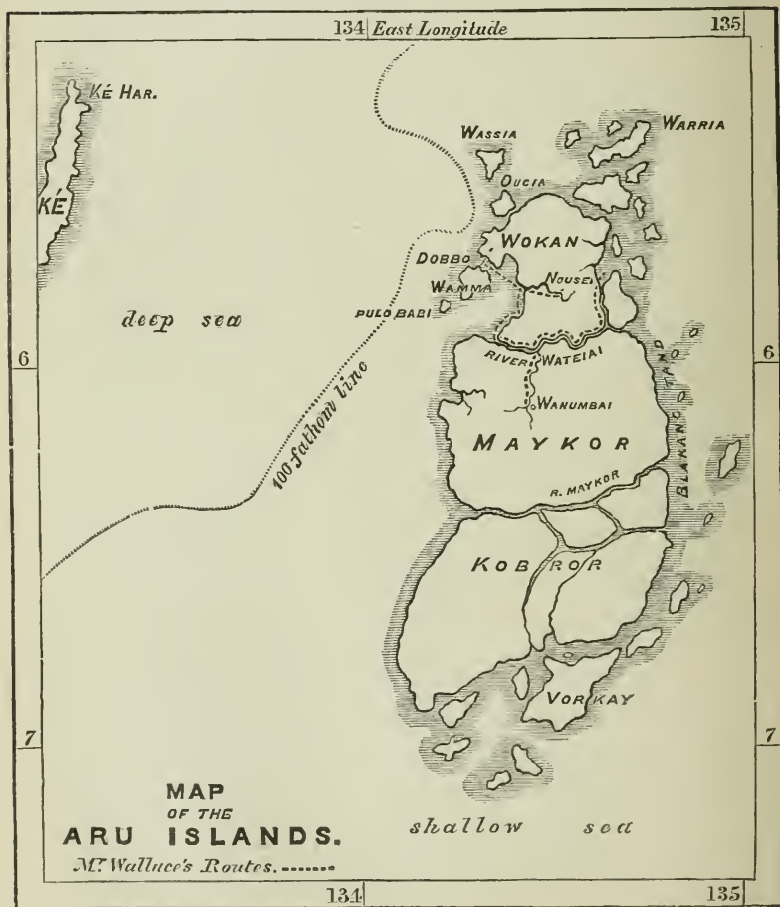 134 East Longitude 135
KÉ HAR.
WASSIA
WARRIA
OUGIA
KÉ
WOKAN
DOBBO
NOUSEI
WAMMA
deep sea
PULO BABI
6 6
RIVER WATEIAI
WANUMBAI
BLAKANG TANO
100 fathom line
MAYKOR
R. MAYKOR
KOBROR
VORKAY
7 7
MAP
OF THE
ARU ISLANDS.
shallow sea
Mr. Wallace's Routes.
134 135